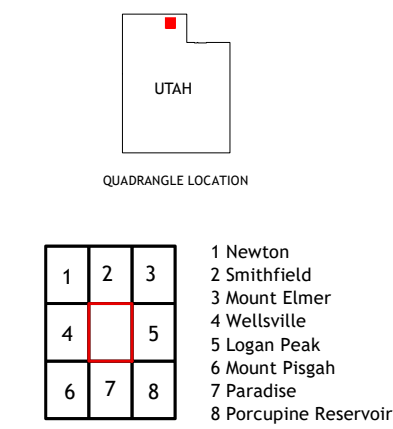 UTAH
QUADRANGLE LOCATION
1 2 3
4 5
6 7 8
1 Newton
2 Smithfield
3 Mount Elmer
4 Wellsville
5 Logan Peak
6 Mount Pisgah
7 Paradise
8 Porcupine Reservoir